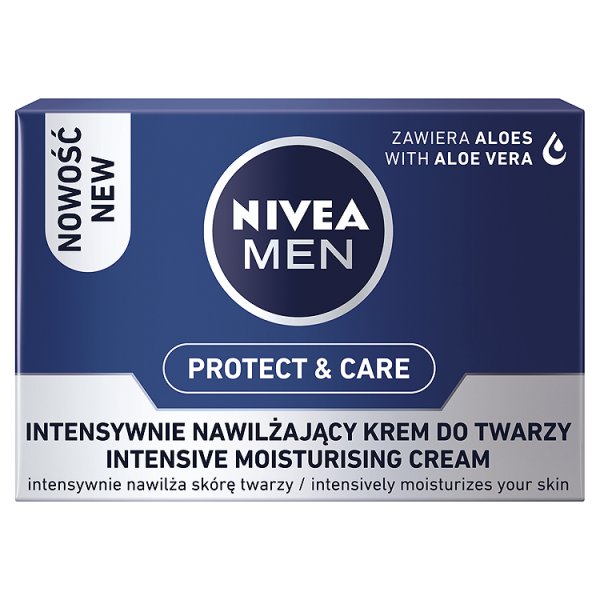 NOWOŚĆ
NEW
ZAWIERA ALOES
WITH ALOE VERA
NIVEA
MEN
PROTECT & CARE
INTENSYWNIE NAWILŻAJĄCY KREM DO TWARZY
INTENSIVE MOISTURISING CREAM
intensywnie nawilża skórę twarzy / intensively moisturizes your skin